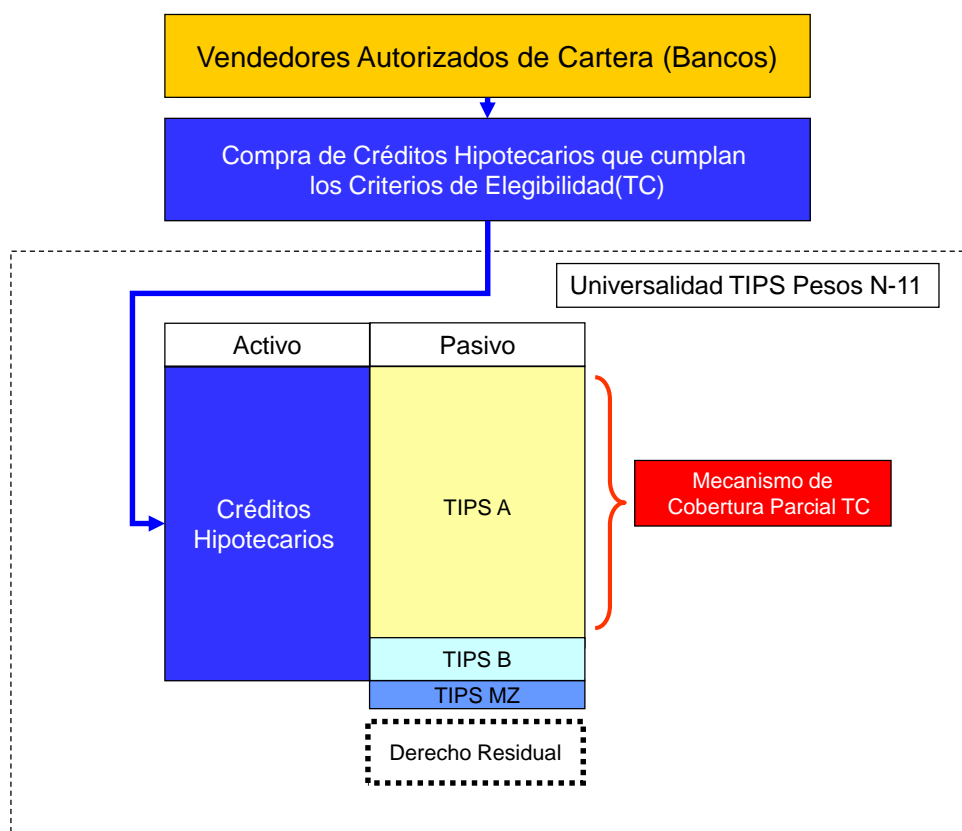 Vendedores Autorizados de Cartera (Bancos)
Compra de Créditos Hipotecarios que cumplan
los Criterios de Elegibilidad(TC)
Universalidad TIPS Pesos N-11
Activo
Pasivo
Créditos
Hipotecarios
TIPS A
Mecanismo de
Cobertura Parcial TC
TIPS B
TIPS MZ
Derecho Residual